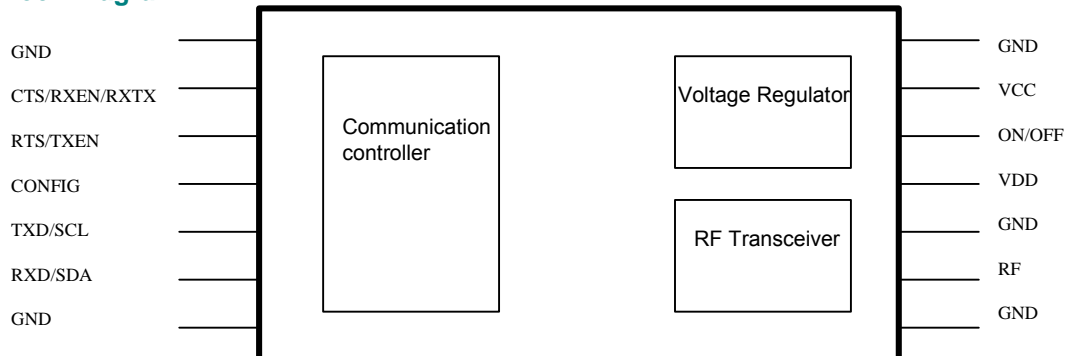 GND
CTS/RXEN/RXTX
RTS/TXEN
CONFIG
TXD/SCL
RXD/SDA
GND
Communication
controller
Voltage Regulator
RF Transceiver
GND
VCC
ON/OFF
VDD
GND
RF
GND